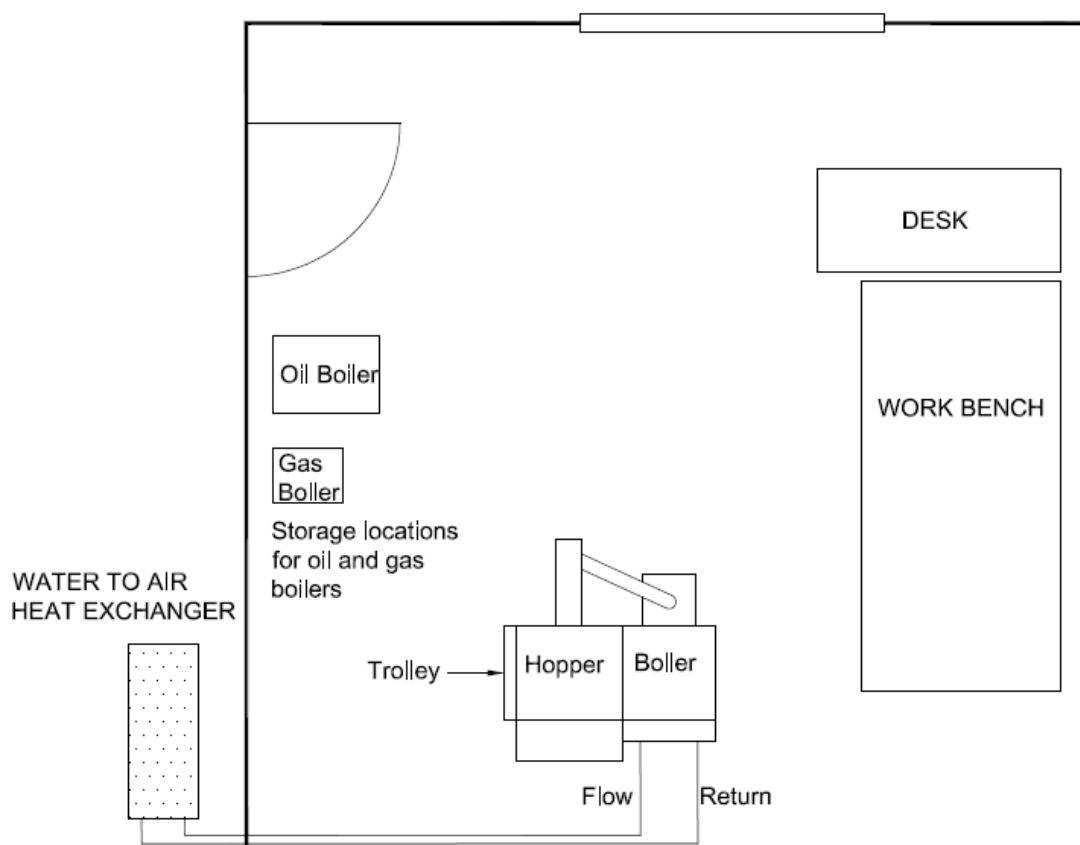 DESK
Oil Boiler
WORK BENCH
Gas
Boiler
Storage locations
for oil and gas
boilers
WATER TO AIR
HEAT EXCHANGER
Trolley
Hopper
Boiler
Flow
Return